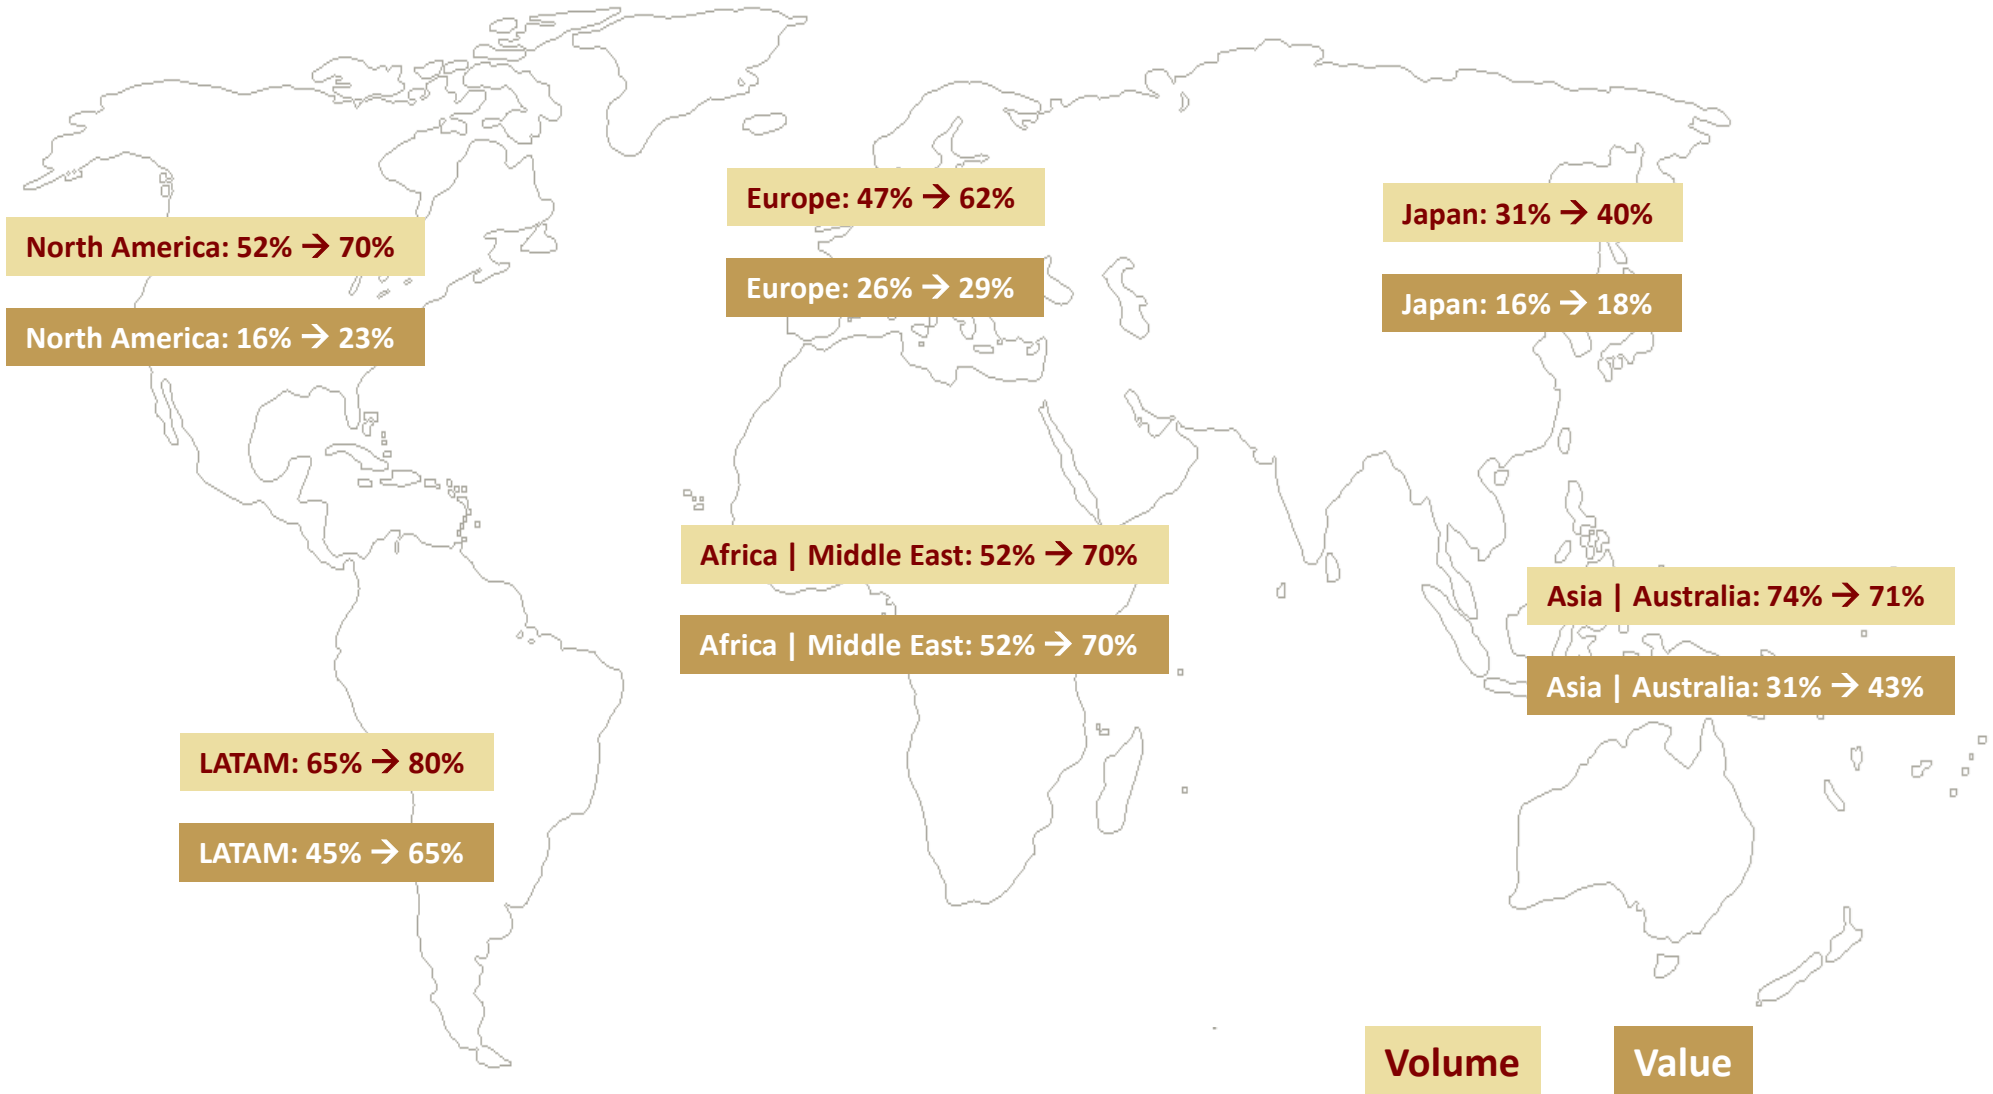 Europe: 47% → 62%
Japan: 31% → 40%
North America: 52% → 70%
Europe: 26% → 29%
Japan: 16% → 18%
North America: 16% → 23%
Africa | Middle East: 52% → 70%
Asia | Australia: 74% → 71%
Africa | Middle East: 52% → 70%
Asia | Australia: 31% → 43%
LATAM: 65% → 80%
LATAM: 45% → 65%
Volume
Value